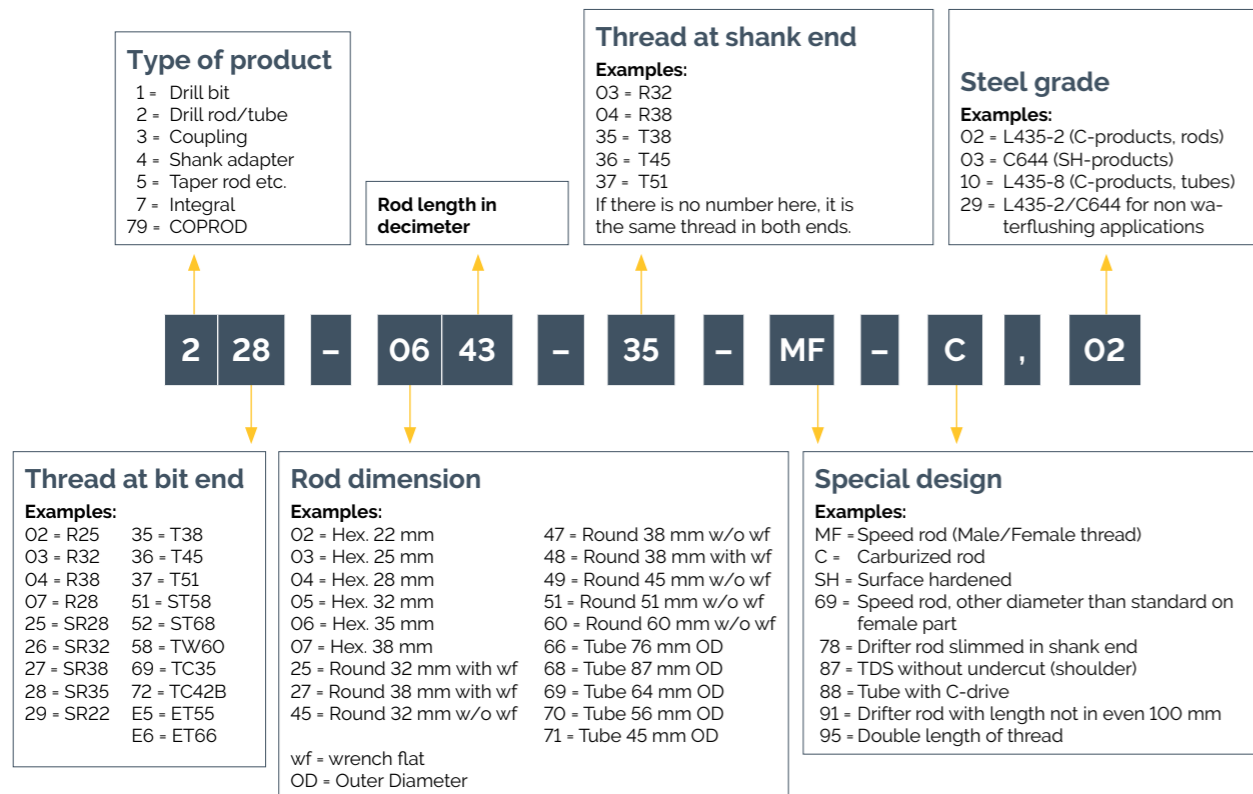 Type of product
1 = Drill bit
2 = Drill rod/tube
3 = Coupling
4 = Shank adapter
5 = Taper rod etc.
7 = Integral
79 = COPROD
Rod length in
decimeter
Thread at shank end
Examples:
03 = R32
04 = R38
35 = T38
36 = T45
37 = T51
If there is no number here, it is
the same thread in both ends.
Steel grade
Examples:
02 = L435-2 (C-products, rods)
03 = C644 (SH-products)
10 = L435-8 (C-products, tubes)
29 = L435-2/C644 for non wa-
terflushing applications
2 28 – 06 43 – 35 – MF – C , 02
Thread at bit end
Examples:
02 = R25
03 = R32
04 = R38
07 = R28
25 = SR28
26 = SR32
27 = SR38
28 = SR35
29 = SR22
35 = T38
36 = T45
37 = T51
51 = ST58
52 = ST68
58 = TW60
69 = TC35
72 = TC42B
E5 = ET55
E6 = ET66
Rod dimension
Examples:
02 = Hex. 22 mm
03 = Hex. 25 mm
04 = Hex. 28 mm
05 = Hex. 32 mm
06 = Hex. 35 mm
07 = Hex. 38 mm
25 = Round 32 mm with wf
27 = Round 38 mm with wf
45 = Round 32 mm w/o wf
47 = Round 38 mm w/o wf
48 = Round 38 mm with wf
49 = Round 45 mm w/o wf
51 = Round 51 mm w/o wf
60 = Round 60 mm w/o wf
66 = Tube 76 mm OD
68 = Tube 87 mm OD
69 = Tube 64 mm OD
70 = Tube 56 mm OD
71 = Tube 45 mm OD
wf = wrench flat
OD = Outer Diameter
Special design
Examples:
MF = Speed rod (Male/Female thread)
C = Carburized rod
SH = Surface hardened
69 = Speed rod, other diameter than standard on
female part
78 = Drifter rod slimmed in shank end
87 = TDS without undercut (shoulder)
88 = Tube with C-drive
91 = Drifter rod with length not in even 100 mm
95 = Double length of thread